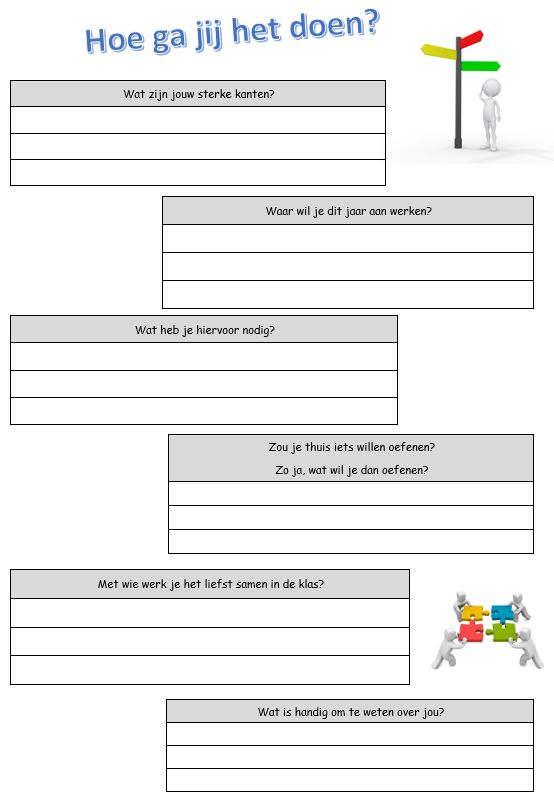 Hoe ga jij het doen?
Wat zijn jouw sterke kanten?
Waar wil je dit jaar aan werken?
Wat heb je hiervoor nodig?
Zou je thuis iets willen oefenen?
Zo ja, wat wil je dan oefenen?
Met wie werk je het liefst samen in de klas?
Wat is handig om te weten over jou?